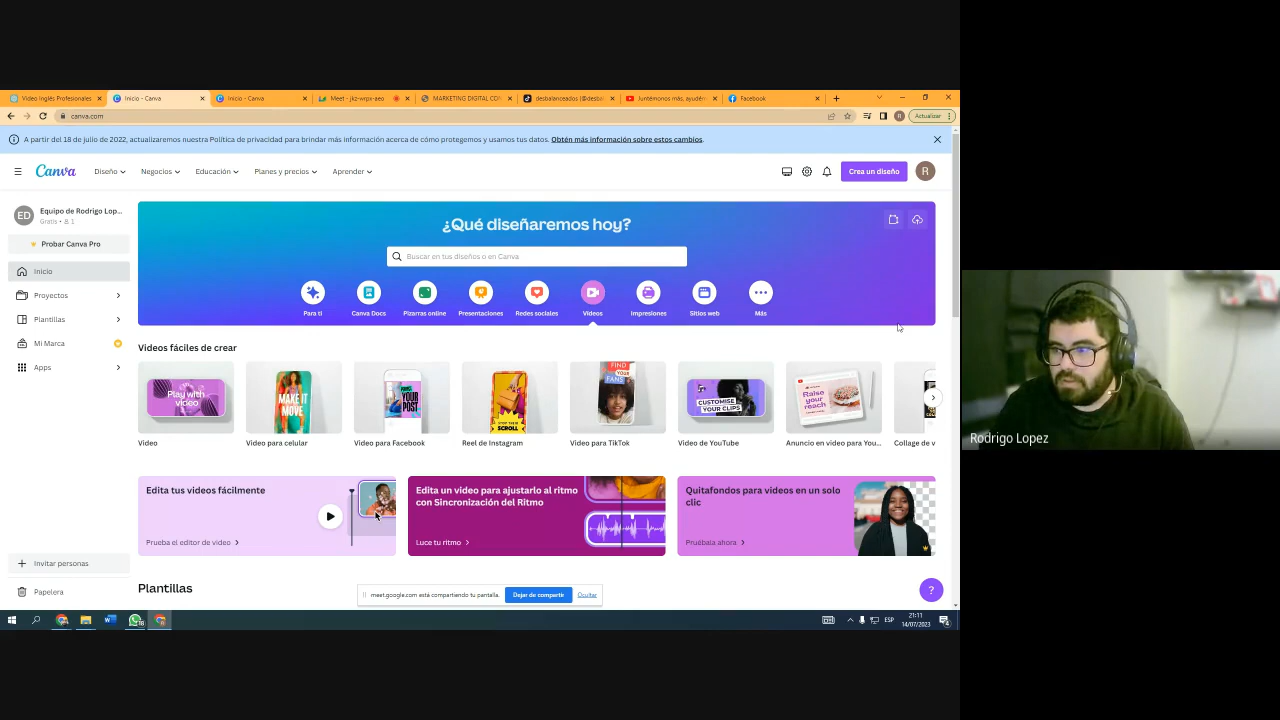 Video Inglés Profesionales
Inicio - Canva
Inicio - Canva
Meet - jkz-wrpx-aeo
MARKETING DIGITAL CO
desbalanceados (@desbal
Juntémonos más, ayudén
Facebook
canva.com
Actualizar
A partir del 18 de julio de 2022, actualizaremos nuestra Política de privacidad para brindar más información acerca de cómo protegemos y usamos tus datos. Obtén más información sobre estos cambios.
Canva
Diseño
Negocios
Educación
Planes y precios
Aprender
Crea un diseño
R
ED
Equipo de Rodrigo Lop...
Gratis • 1
Probar Canva Pro
Inicio
Proyectos
Plantillas
Mi Marca
Apps
Invitar personas
Papelera
¿Qué diseñaremos hoy?
Buscar en tus diseños o en Canva
Para ti
Canva Docs
Pizarras online
Presentaciones
Redes sociales
Videos
Impresiones
Sitios web
Más
Videos fáciles de crear
Play with
video
MAKE IT
MOVE
YOUR
POST
STOP THEIR
SCROLL
FIND
YOUR
FANS
CUSTOMISE
YOUR CLIPS
Raise
your
reach
Video
Video para celular
Video para Facebook
Reel de Instagram
Video para TikTok
Video de YouTube
Anuncio en video para You...
Collage de v
Edita tus videos fácilmente
Prueba el editor de video
Edita un video para ajustarlo al ritmo
con Sincronización del Ritmo
Luce tu ritmo
Quitafondos para videos en un solo
clic
Pruébala ahora
Plantillas
meet.google.com está compartiendo tu pantalla.
Dejar de compartir
Ocultar
?
ESP
21:11
14/07/2023
Rodrigo Lopez